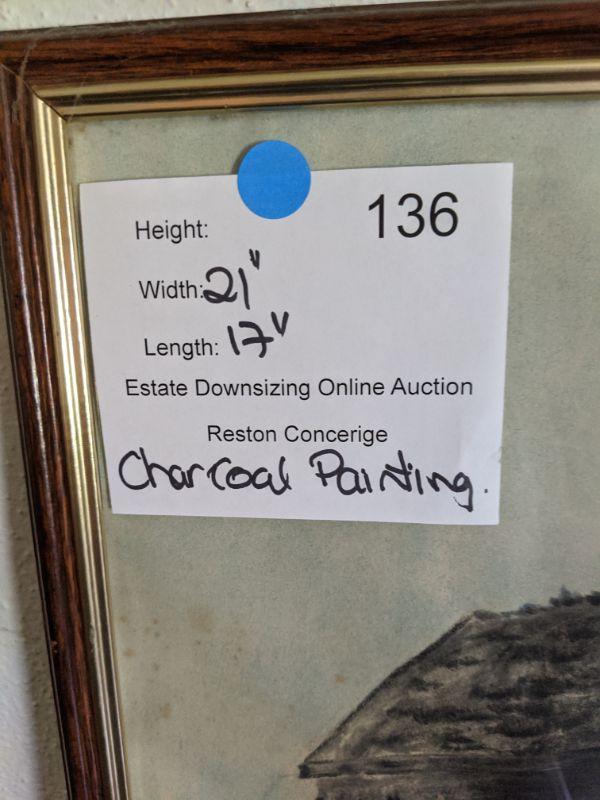 136
Height:
Width: 21"
Length: 17"
Estate Downsizing Online Auction
Reston Concerige
Charcoal Painting.